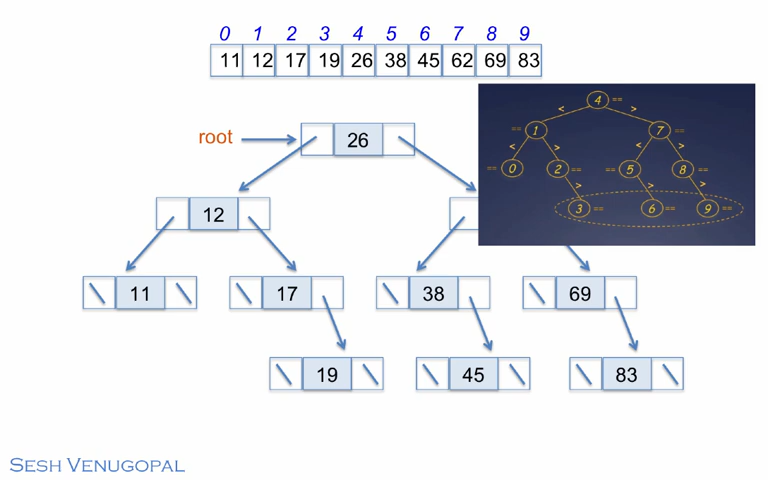 0 1 2 3 4 5 6 7 8 9
11 12 17 19 26 38 45 62 69 83
root 26
12
11 17 38 69
19 45 83
4 ==
< >
== 1 7 ==
< > < >
== 0 2 == == 5 8 ==
> > >
3 == 6 == 9 ==
SESH VENUGOPAL